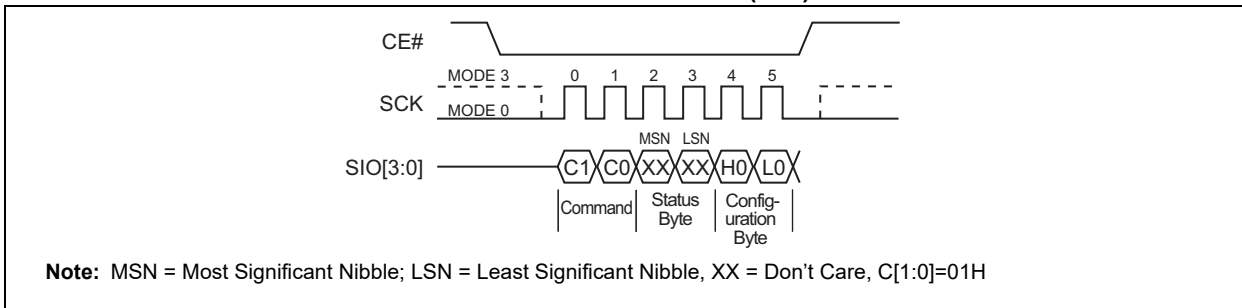 CE#
MODE 3
0 1 2 3 4 5
SCK
MODE 0
MSN LSN
SIO[3:0]
C1 C0 XX XX H0 L0
Command
Status
Byte
Config-
uration
Byte
Note: MSN = Most Significant Nibble; LSN = Least Significant Nibble, XX = Don’t Care, C[1:0]=01H